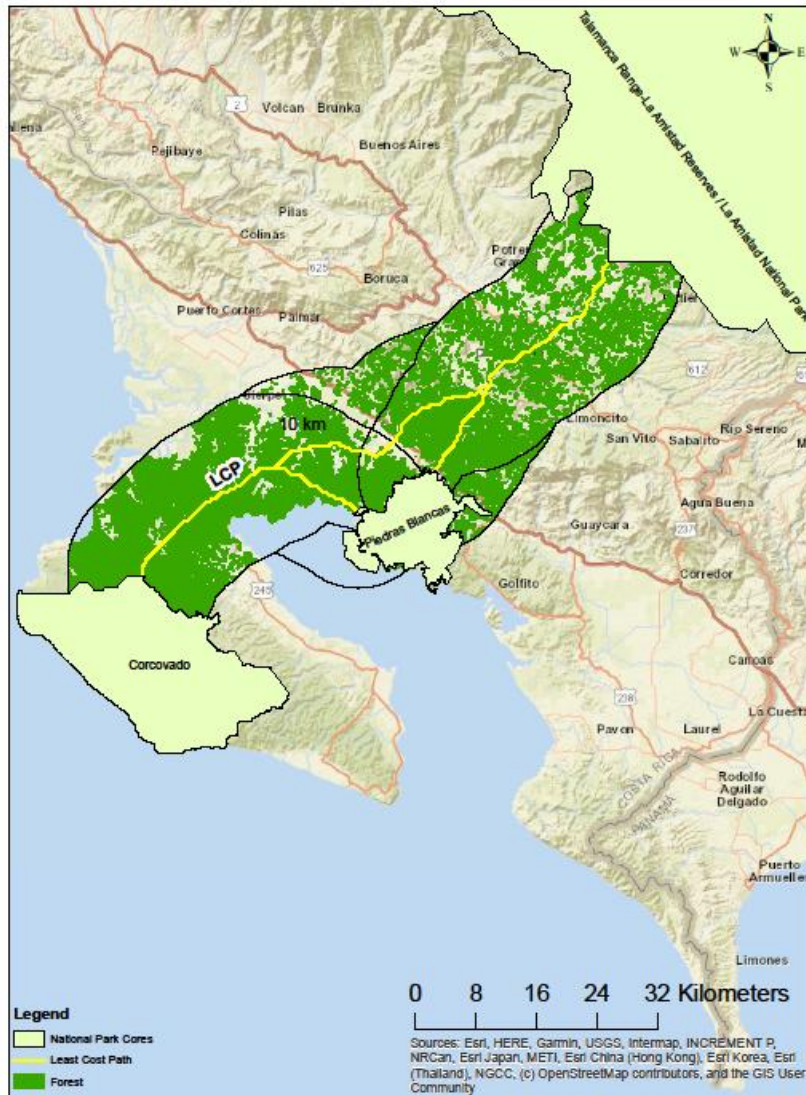 N
W E
S
Talamanca Range-La Amistad Reserves / La Amistad National Park
2
Volcan Brunka
Pejibaye
Buenos Aires
Pilas
Colinas
625
Boruca
Puerto Cortes
Palmar
10 km
LCP
612
Limoncito
San Vito Sabalito
Rio Sereno
Agua Buena
Piedras Blancas
Guaycara
237
Corredor
Golfito
245
Corcovado
Canoas
238
La Cuesta
Pavon Laurel
COSTA RICA
PANAMÁ
Rodolfo
Aguilar
Delgado
Puerto
Armuelles
Limones
Legend
National Park Cores
Least Cost Path
Forest
0 8 16 24 32 Kilometers
Sources: Esri, HERE, Garmin, USGS, Intermap, INCREMENT P,
NRCan, Esri Japan, METI, Esri China (Hong Kong), Esri Korea, Esri
(Thailand), NGCC, (c) OpenStreetMap contributors, and the GIS User
Community